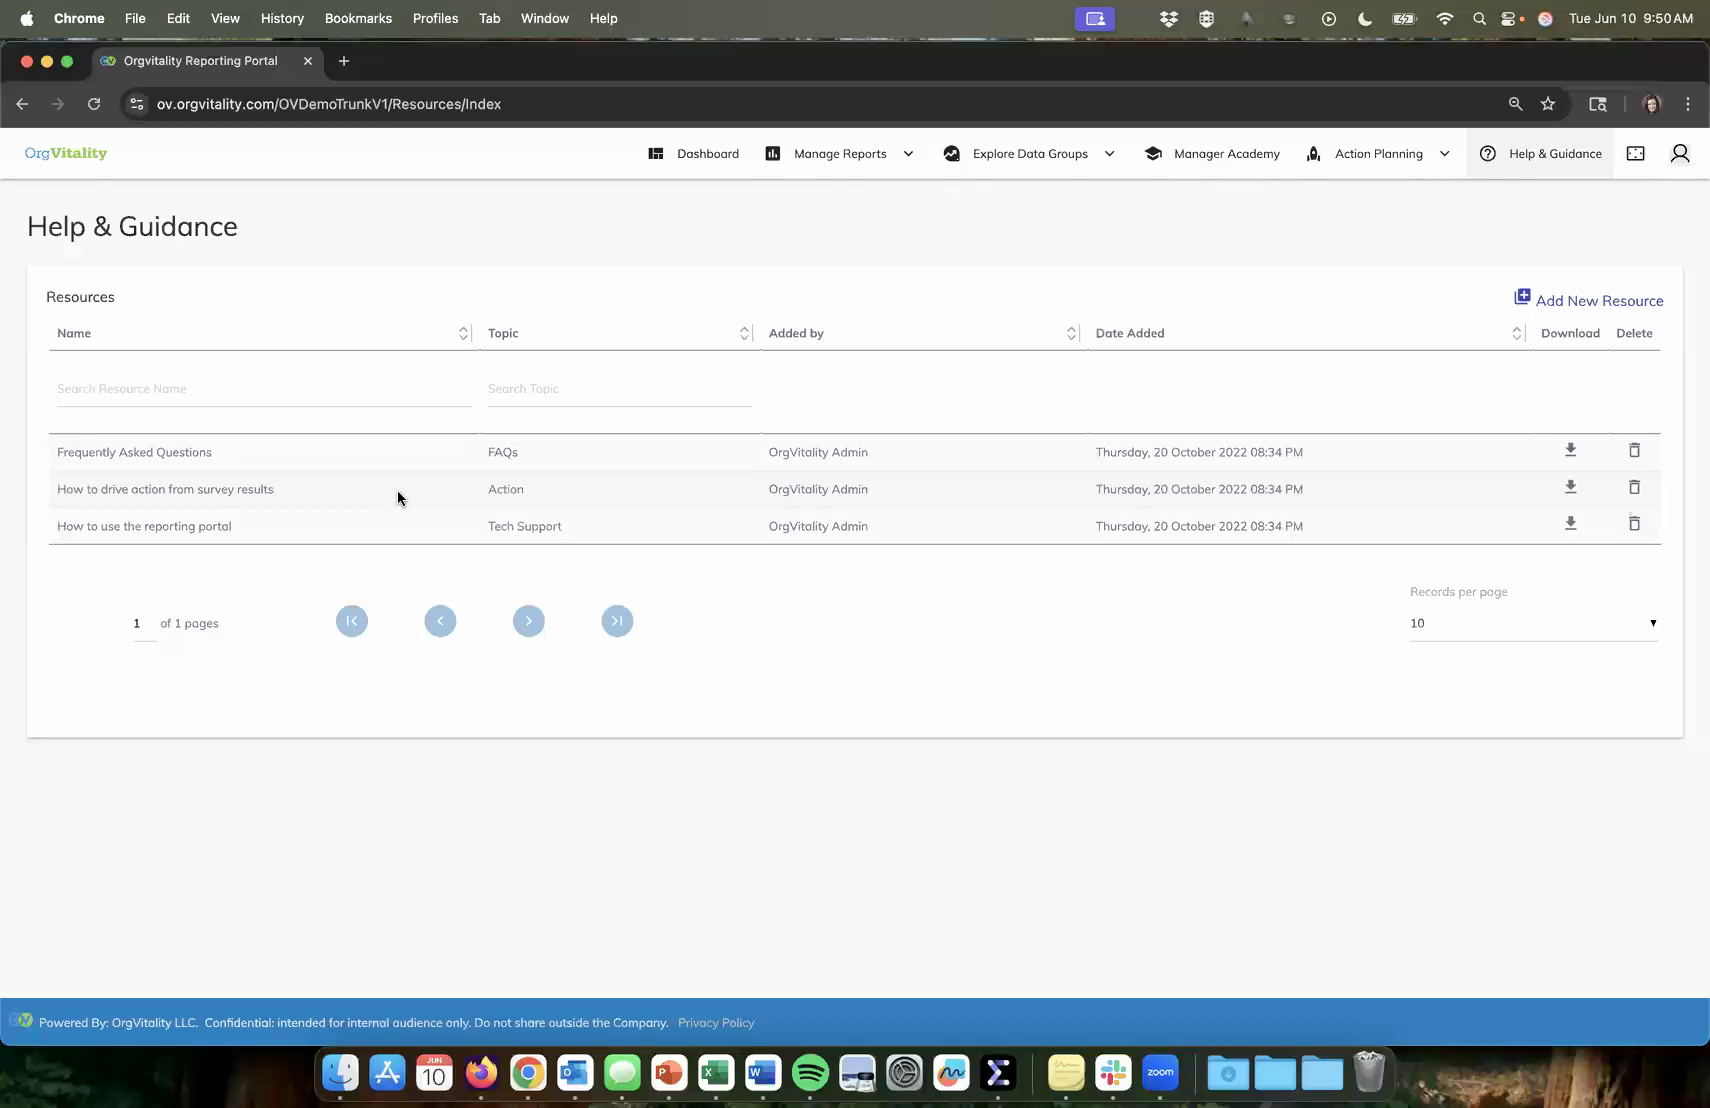 Chrome File Edit View History Bookmarks Profiles Tab Window Help Tue Jun 10 9:50 AM
Orgvitality Reporting Portal
ov.orgvitality.com/OVDemoTrunkV1/Resources/Index
OrgVitality Dashboard Manage Reports Explore Data Groups Manager Academy Action Planning Help & Guidance
Help & Guidance
Resources Add New Resource
Name Topic Added by Date Added Download Delete
Search Resource Name Search Topic
Frequently Asked Questions FAQs OrgVitality Admin Thursday, 20 October 2022 08:34 PM
How to drive action from survey results Action OrgVitality Admin Thursday, 20 October 2022 08:34 PM
How to use the reporting portal Tech Support OrgVitality Admin Thursday, 20 October 2022 08:34 PM
Records per page
1 of 1 pages 10
Powered By: OrgVitality LLC. Confidential: intended for internal audience only. Do not share outside the Company. Privacy Policy
JUN
10
zoom